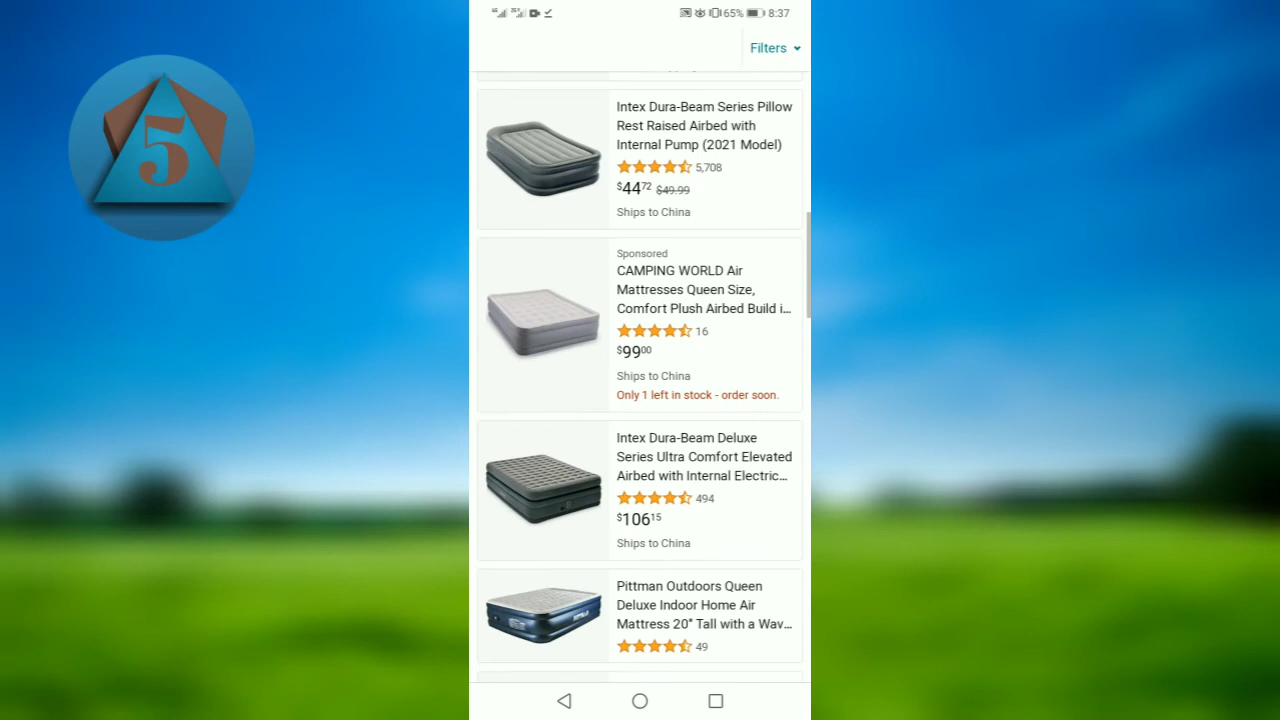 65% 8:37
Filters
5
Intex Dura-Beam Series Pillow
Rest Raised Airbed with
Internal Pump (2021 Model)
5,708
$4472 $49.99
Ships to China
Sponsored
CAMPING WORLD Air
Mattresses Queen Size,
Comfort Plush Airbed Build i...
16
$9900
Ships to China
Only 1 left in stock - order soon.
Intex Dura-Beam Deluxe
Series Ultra Comfort Elevated
Airbed with Internal Electric...
494
$10615
Ships to China
Pittman Outdoors Queen
Deluxe Indoor Home Air
Mattress 20" Tall with a Wav...
49